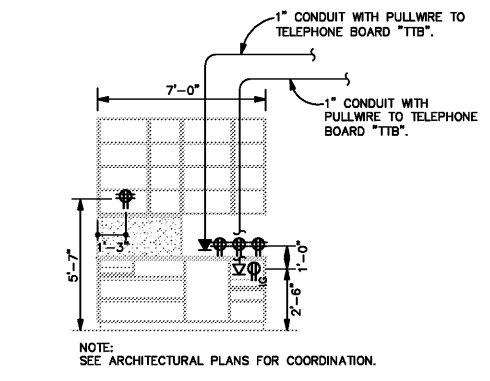 1" CONDUIT WITH PULLWIRE TO
TELEPHONE BOARD "TTB".
7'-0"
1" CONDUIT WITH
PULLWIRE TO TELEPHONE
BOARD "TTB".
1'-3"
5'-7"
1'-0"
IG
2'-6"
NOTE:
SEE ARCHITECTURAL PLANS FOR COORDINATION.